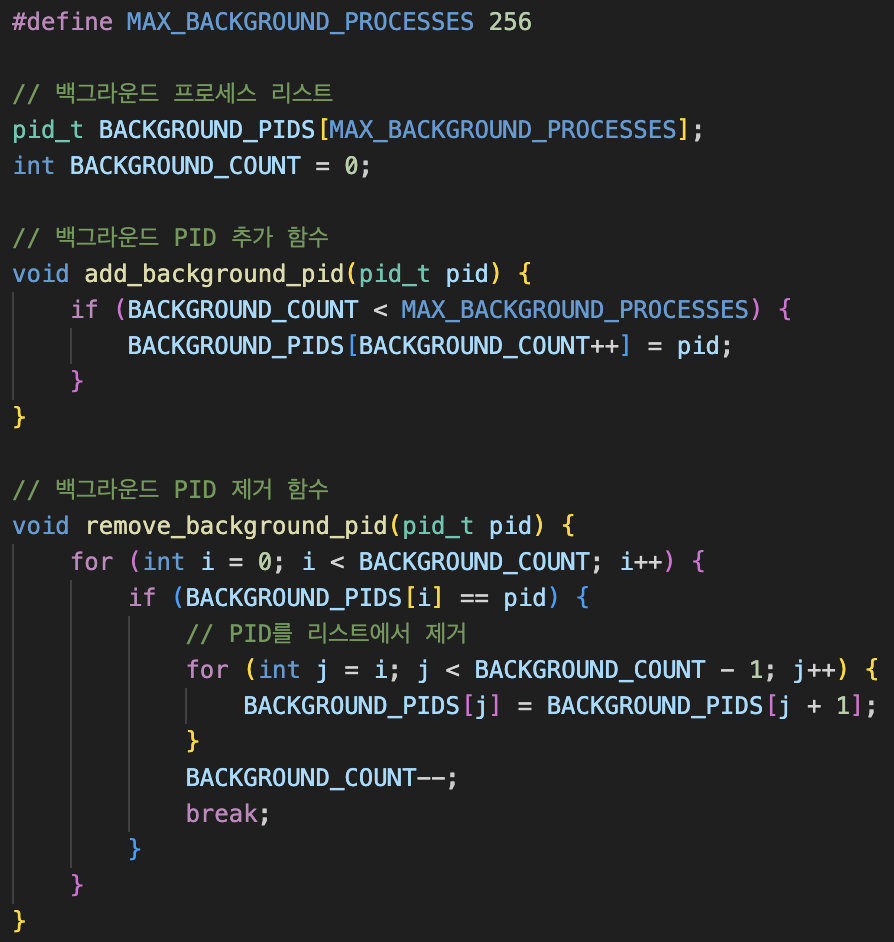 #define MAX_BACKGROUND_PROCESSES 256
// 백그라운드 프로세스 리스트
pid_t BACKGROUND_PIDS[MAX_BACKGROUND_PROCESSES];
int BACKGROUND_COUNT = 0;
// 백그라운드 PID 추가 함수
void add_background_pid(pid_t pid) {
    if (BACKGROUND_COUNT < MAX_BACKGROUND_PROCESSES) {
        BACKGROUND_PIDS[BACKGROUND_COUNT++] = pid;
    }
}
// 백그라운드 PID 제거 함수
void remove_background_pid(pid_t pid) {
    for (int i = 0; i < BACKGROUND_COUNT; i++) {
        if (BACKGROUND_PIDS[i] == pid) {
            // PID를 리스트에서 제거
            for (int j = i; j < BACKGROUND_COUNT - 1; j++) {
                BACKGROUND_PIDS[j] = BACKGROUND_PIDS[j + 1];
            }
            BACKGROUND_COUNT--;
            break;
        }
    }
}